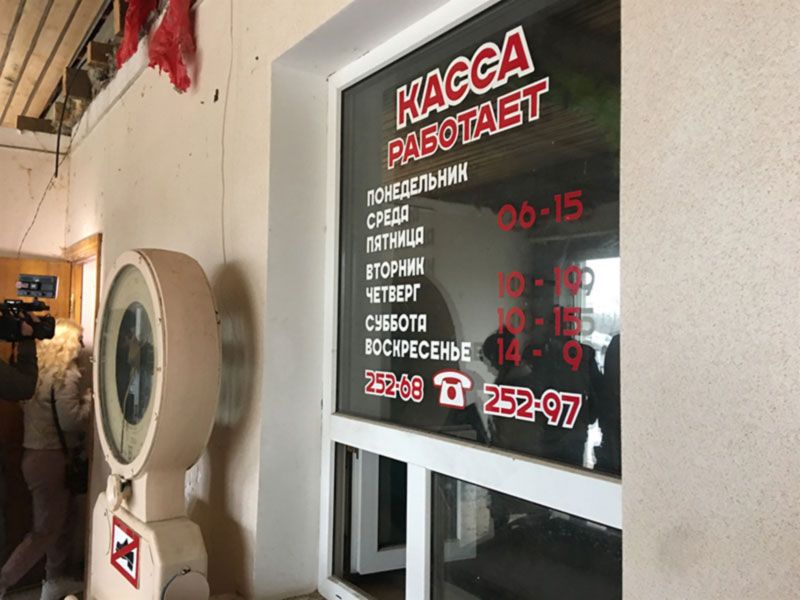 КАССА
РАБОТАЕТ
ПОНЕДЕЛЬНИК
СРЕДА
ПЯТНИЦА
06-15
ВТОРНИК
ЧЕТВЕРГ
10-19
СУББОТА 10-15
ВОСКРЕСЕНЬЕ 14-9
252-68 252-97